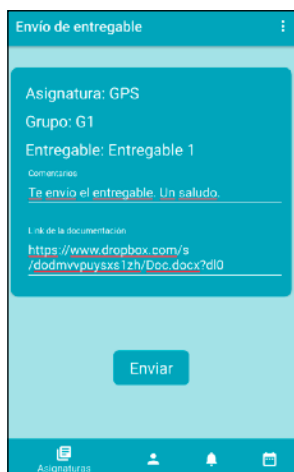 Envío de entregable
Asignatura: GPS
Grupo: G1
Entregable: Entregable 1
Comentarios
Te envio el entregable. Un saludo.
Link de la documentación
https://www.dropbox.com/s
/dodmvvpuysxs1zh/Doc.docx?dl0
Enviar
Asignaturas